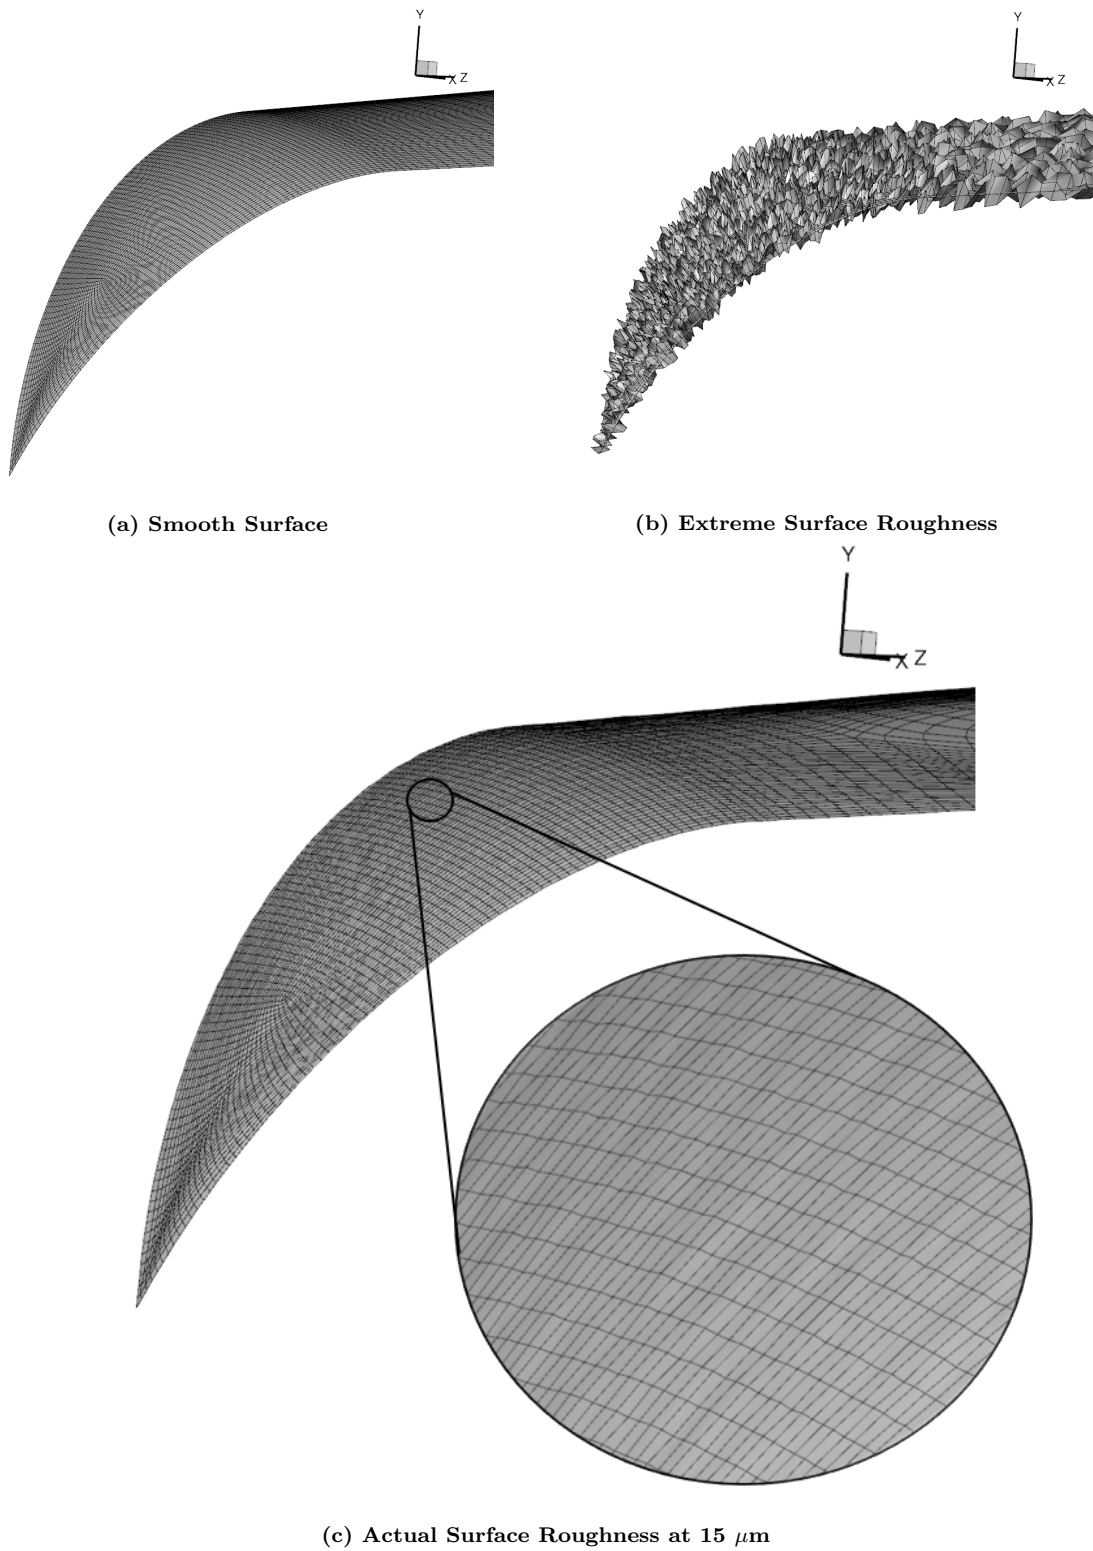 Y
X Z
Y
X Z
(a) Smooth Surface
(b) Extreme Surface Roughness
Y
X Z
(c) Actual Surface Roughness at 15 μm